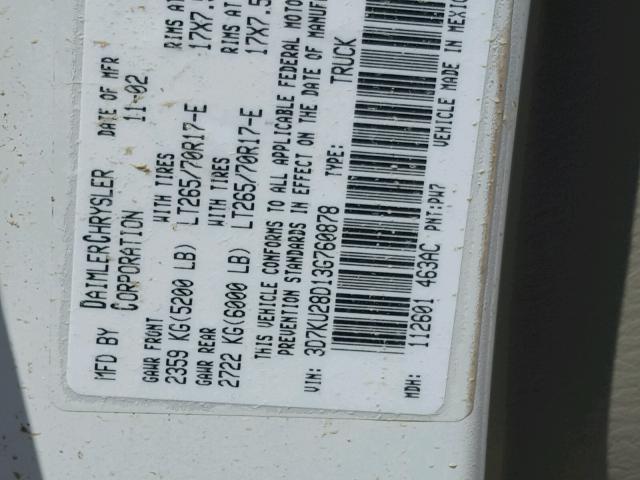 MFD BY DAIMLERCHRYSLER CORPORATION DATE OF MFR 11-02
GAWR FRONT WITH TIRES RIMS AT
2359 KG(5200 LB) LT265/70R17-E 17X7.
GAWR REAR WITH TIRES RIMS AT
2722 KG(6000 LB) LT265/70R17-E 17X7.5
THIS VEHICLE CONFORMS TO ALL APPLICABLE FEDERAL MOTOR
PREVENTION STANDARDS IN EFFECT ON THE DATE OF MANUF
VIN: 3D7KU28D13G760878 TYPE: TRUCK
MDH: 112601 463AC PNT:PW7 VEHICLE MADE IN MEXICO